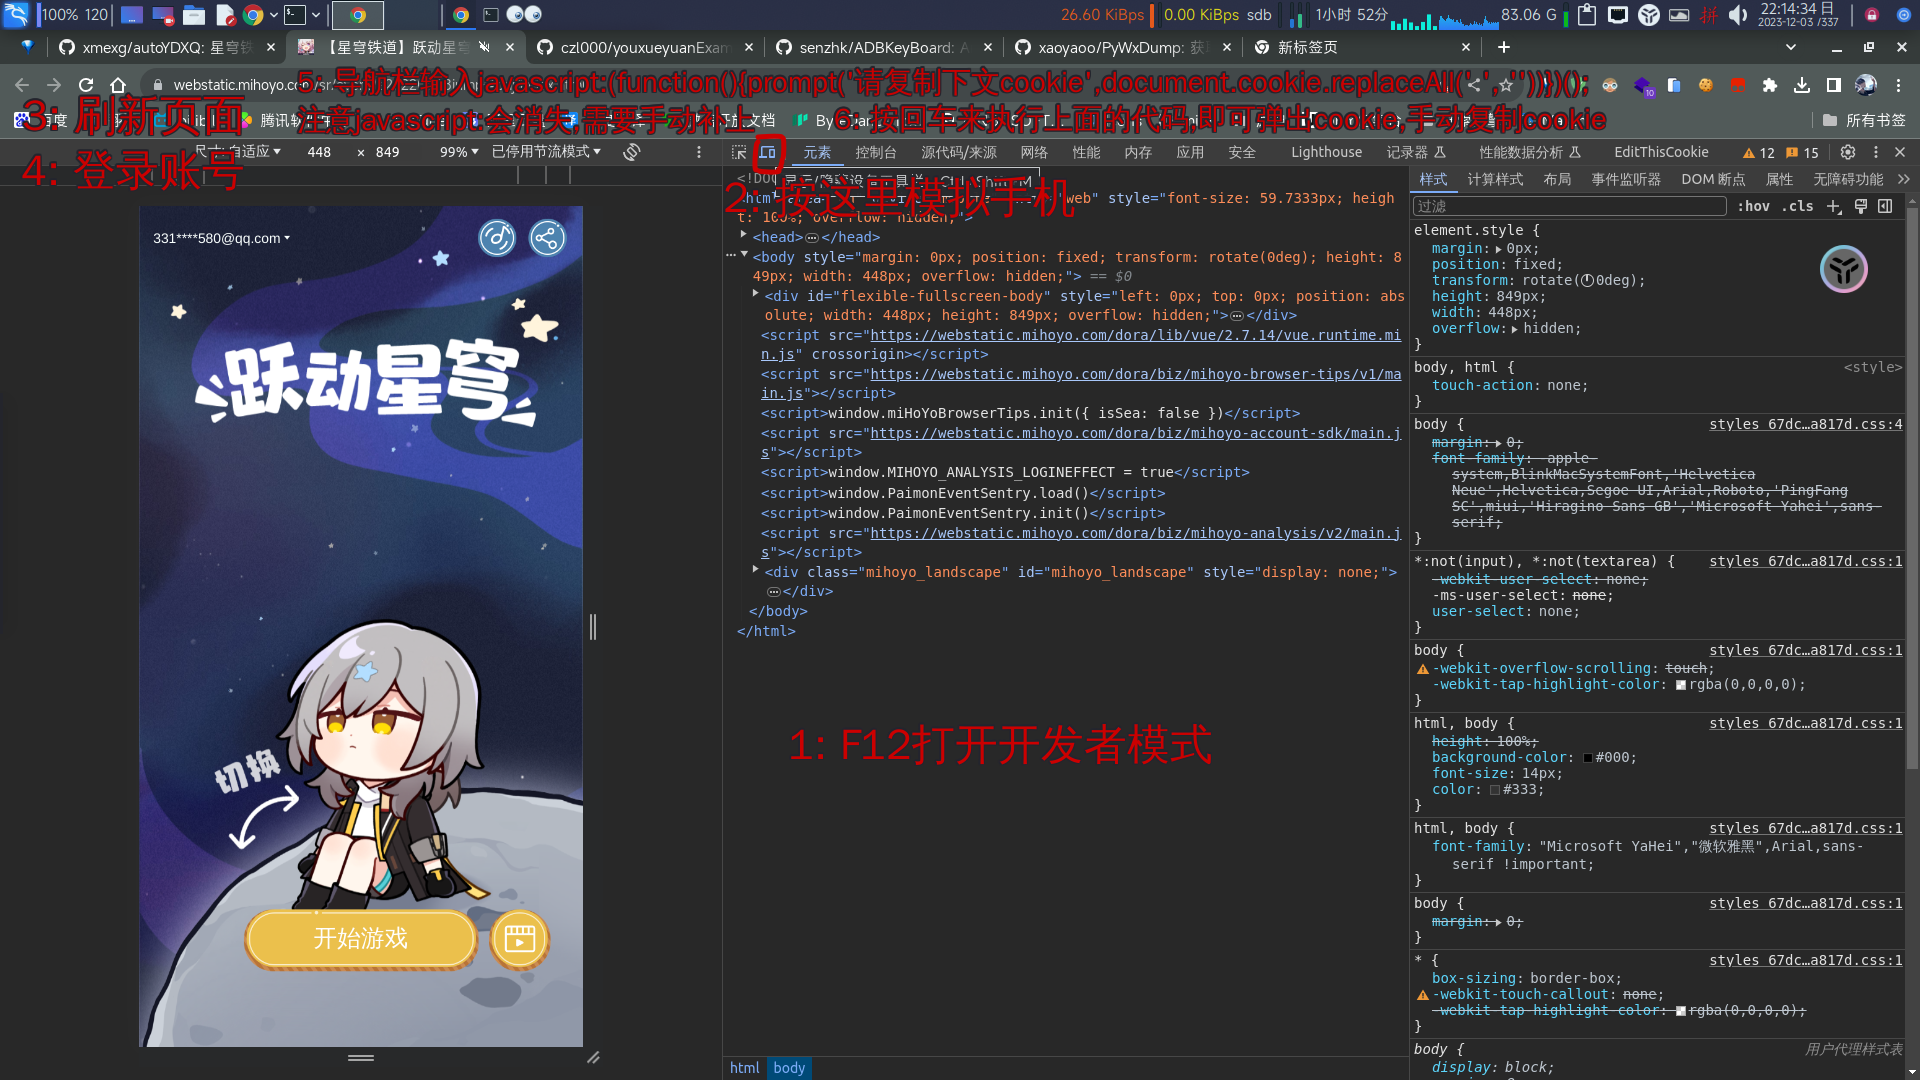 100% 120
26.60 KiBps 0.00 KiBps sdb 1小时 52分 83.06 G 拼 22:14:34 日
2023-12-03 /337
xmexg/autoYDXQ: 星穹铁
【星穹铁道】跃动星穹
czl000/youxueyuanExam
senzhk/ADBKeyBoard: A
xaoyaoo/PyWxDump: 获
新标签页
webstatic.mihoyo.com
5: 导航栏输入javascript:(function(){prompt('请复制下文cookie',document.cookie.replaceAll(
注意javascript:会消失,需要手动补上
6: 按回车来执行上面的代码,即可弹出cookie,手动复制cookie
所有书签
3: 刷新页面
4: 登录账号
尺寸: 自适应 448 × 849 99% 已停用节流模式
元素 控制台 源代码/来源 网络 性能 内存 应用 安全 Lighthouse 记录器 性能数据分析 EditThisCookie 12 15
2: 按这里模拟手机
331****580@qq.com
跃动星穹
切换
开始游戏
style="font-size: 59.7333px; heigh
t: 100%; overflow: hidden;">
<head></head>
<body style="margin: 0px; position: fixed; transform: rotate(0deg); height: 8
49px; width: 448px; overflow: hidden;"> == $0
<div id="flexible-fullscreen-body" style="left: 0px; top: 0px; position: abs
olute; width: 448px; height: 849px; overflow: hidden;"></div>
<script src="https://webstatic.mihoyo.com/dora/lib/vue/2.7.14/vue.runtime.mi
n.js" crossorigin></script>
<script src="https://webstatic.mihoyo.com/dora/biz/mihoyo-browser-tips/v1/ma
in.js"></script>
<script>window.miHoYoBrowserTips.init({ isSea: false })</script>
<script src="https://webstatic.mihoyo.com/dora/biz/mihoyo-account-sdk/main.j
s"></script>
<script>window.MIHOYO_ANALYSIS_LOGINEFFECT = true</script>
<script>window.PaimonEventSentry.load()</script>
<script>window.PaimonEventSentry.init()</script>
<script src="https://webstatic.mihoyo.com/dora/biz/mihoyo-analysis/v2/main.j
s"></script>
<div class="mihoyo_landscape" id="mihoyo_landscape" style="display: none;">
</div>
</body>
</html>
1: F12打开开发者模式
html body
样式 计算样式 布局 事件监听器 DOM 断点 属性 无障碍功能
过滤 :hov .cls
element.style {
margin: 0px;
position: fixed;
transform: rotate(0deg);
height: 849px;
width: 448px;
overflow: hidden;
}
body, html { <style>
touch-action: none;
}
body { styles 67dc…a817d.css:4
margin: 0;
font-family: -apple-
system,BlinkMacSystemFont,'Helvetica
Neue',Helvetica,Segoe UI,Arial,Roboto,'PingFang
SC',miui,'Hiragino Sans GB','Microsoft Yahei',sans-
serif;
}
*:not(input), *:not(textarea) { styles 67dc…a817d.css:1
-webkit-user-select: none;
-ms-user-select: none;
user-select: none;
}
body { styles 67dc…a817d.css:1
-webkit-overflow-scrolling: touch;
-webkit-tap-highlight-color: rgba(0,0,0,0);
}
html, body { styles 67dc…a817d.css:1
height: 100%;
background-color: #000;
font-size: 14px;
color: #333;
}
html, body { styles 67dc…a817d.css:1
font-family: "Microsoft YaHei","微软雅黑",Arial,sans-
serif !important;
}
body { styles 67dc…a817d.css:1
margin: 0;
}
* { styles 67dc…a817d.css:1
box-sizing: border-box;
-webkit-touch-callout: none;
-webkit-tap-highlight-color: rgba(0,0,0,0);
}
body { 用户代理样式表
display: block;